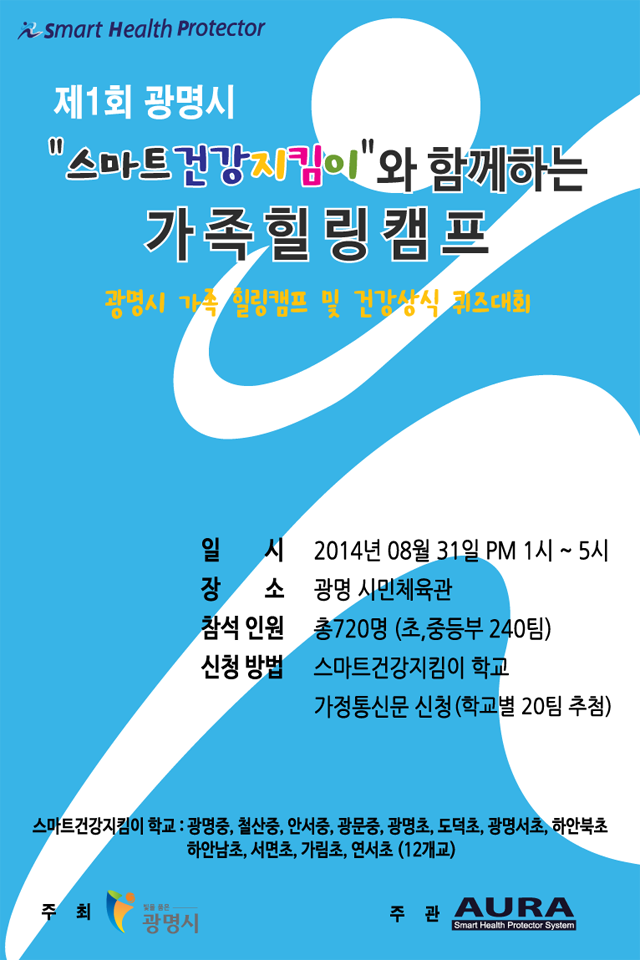 Smart Health Protector
제1회 광명시
"스마트건강지킴이"와 함께하는
가족힐링캠프
광명시 가족 힐링캠프 및 건강상식 퀴즈대회
일 시 2014년 08월 31일 PM 1시 ~ 5시
장 소 광명 시민체육관
참석 인원 총720명 (초,중등부 240팀)
신청 방법 스마트건강지킴이 학교
가정통신문 신청(학교별 20팀 추첨)
스마트건강지킴이 학교 : 광명중, 철산중, 안서중, 광문중, 광명초, 도덕초, 광명서초, 하안북초
하안남초, 서면초, 가림초, 연서초 (12개교)
주 최 빛을 품은 광명시
주 관 AURA
Smart Health Protector System